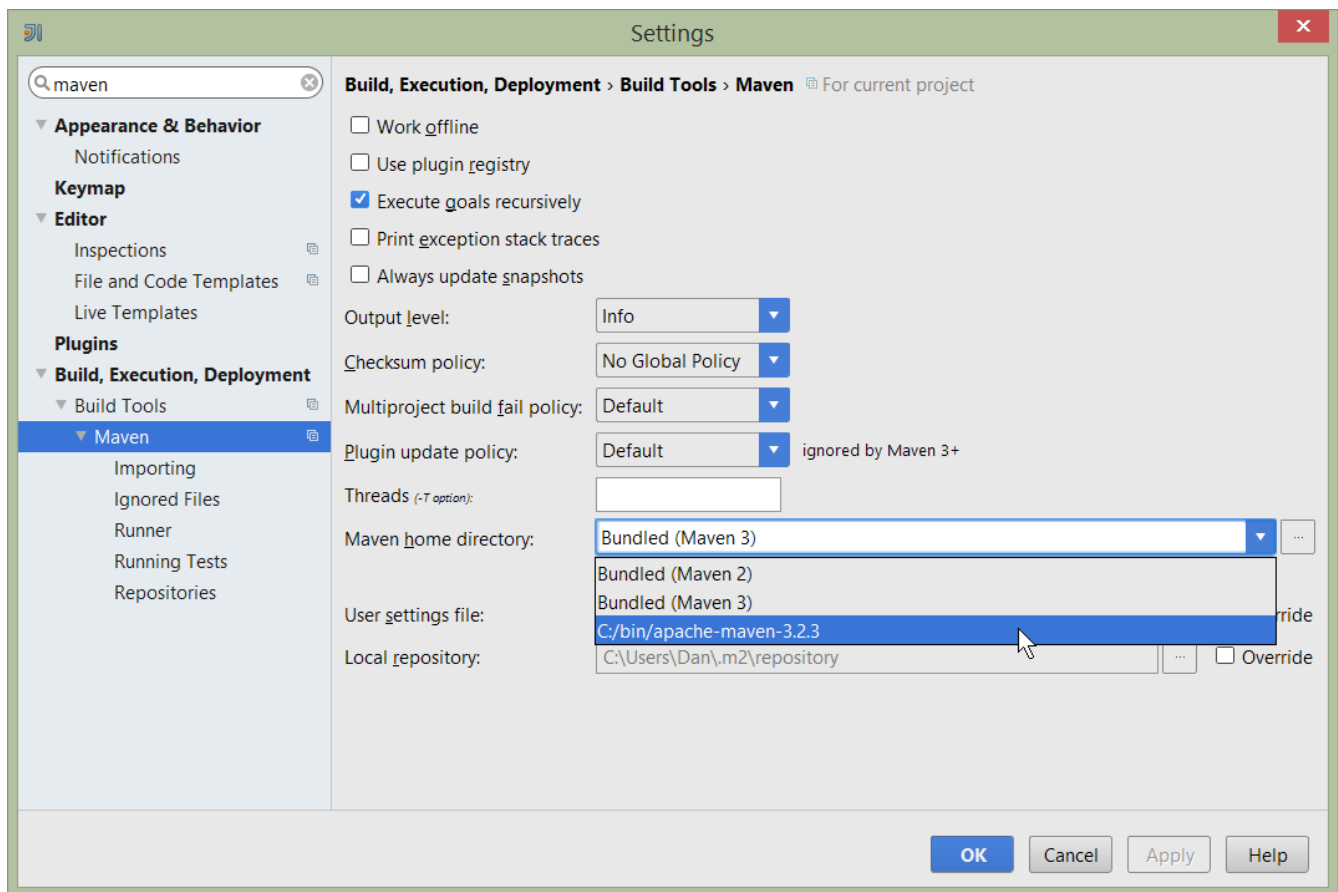 Settings
maven
Appearance & Behavior
Notifications
Keymap
Editor
Inspections
File and Code Templates
Live Templates
Plugins
Build, Execution, Deployment
Build Tools
Maven
Importing
Ignored Files
Runner
Running Tests
Repositories
Build, Execution, Deployment › Build Tools › Maven For current project
Work offline
Use plugin registry
Execute goals recursively
Print exception stack traces
Always update snapshots
Output level: Info
Checksum policy: No Global Policy
Multiproject build fail policy: Default
Plugin update policy: Default ignored by Maven 3+
Threads (-T option):
Maven home directory: Bundled (Maven 3) ...
Bundled (Maven 2)
Bundled (Maven 3)
User settings file:
C:/bin/apache-maven-3.2.3
Local repository: C:\Users\Dan\.m2\repository ... Override
OK Cancel Apply Help